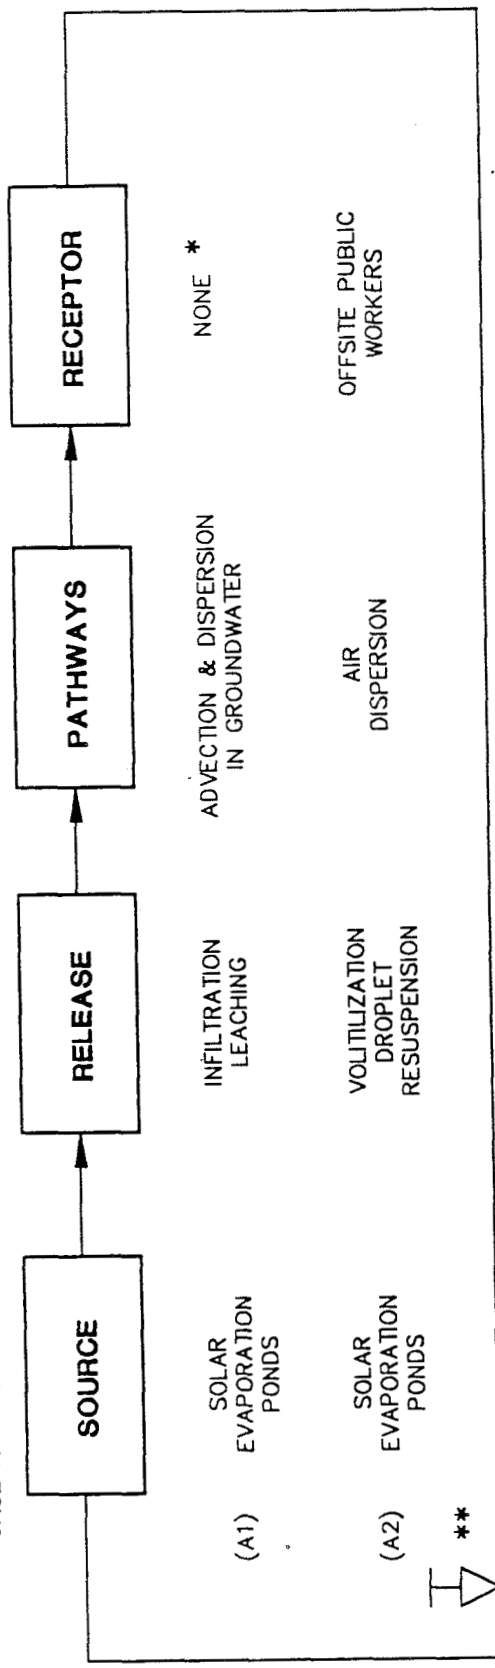 SOURCE
RELEASE
PATHWAYS
RECEPTOR
(A1)
SOLAR
EVAPORATION
PONDS
INFILTRATION
LEACHING
ADVECTION & DISPERSION
IN GROUNDWATER
NONE *
(A2)
SOLAR
EVAPORATION
PONDS
VOLITILIZATION
DROPLET
RESUSPENSION
AIR
DISPERSION
OFFSITE PUBLIC
WORKERS
**